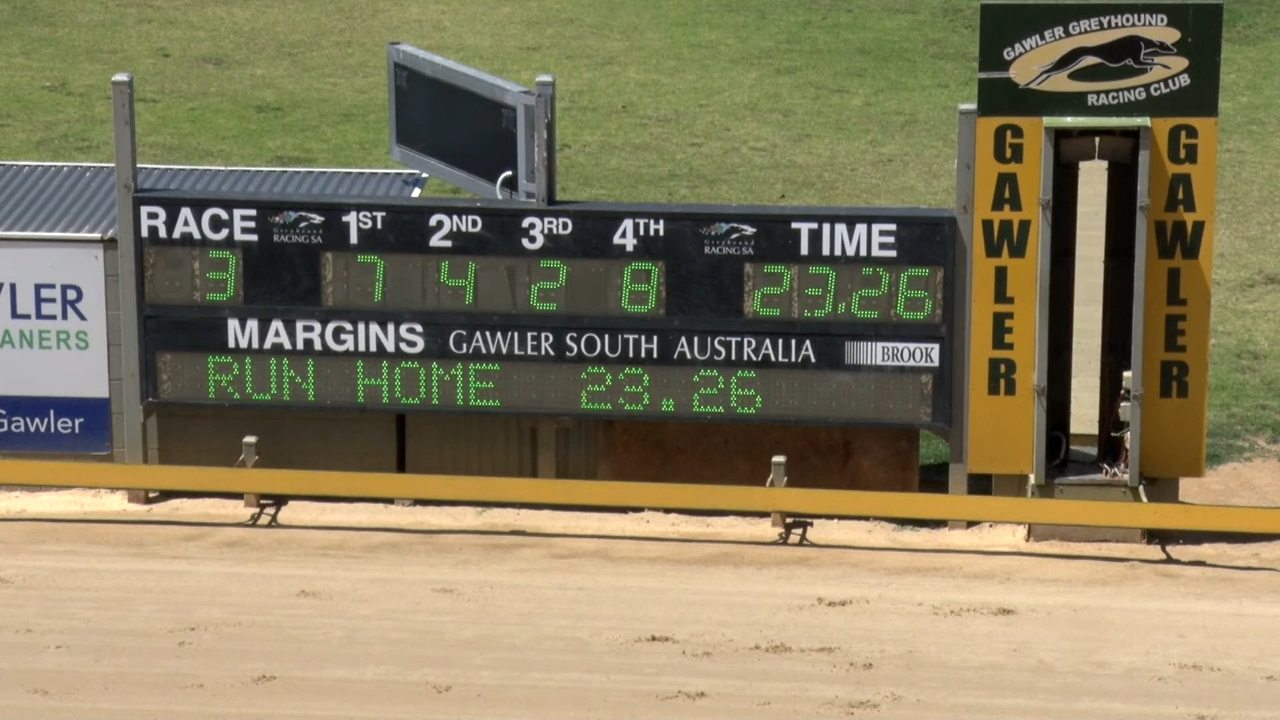 GAWLER GREYHOUND
RACING CLUB
GAWLER
GAWLER
RACE 1ST 2ND 3RD 4TH TIME
Greyhound
RACING SA
Greyhound
RACING SA
3 7 4 2 8 23.26
MARGINS GAWLER SOUTH AUSTRALIA BROOK
RUN HOME 23.26
LER
ANERS
Gawler